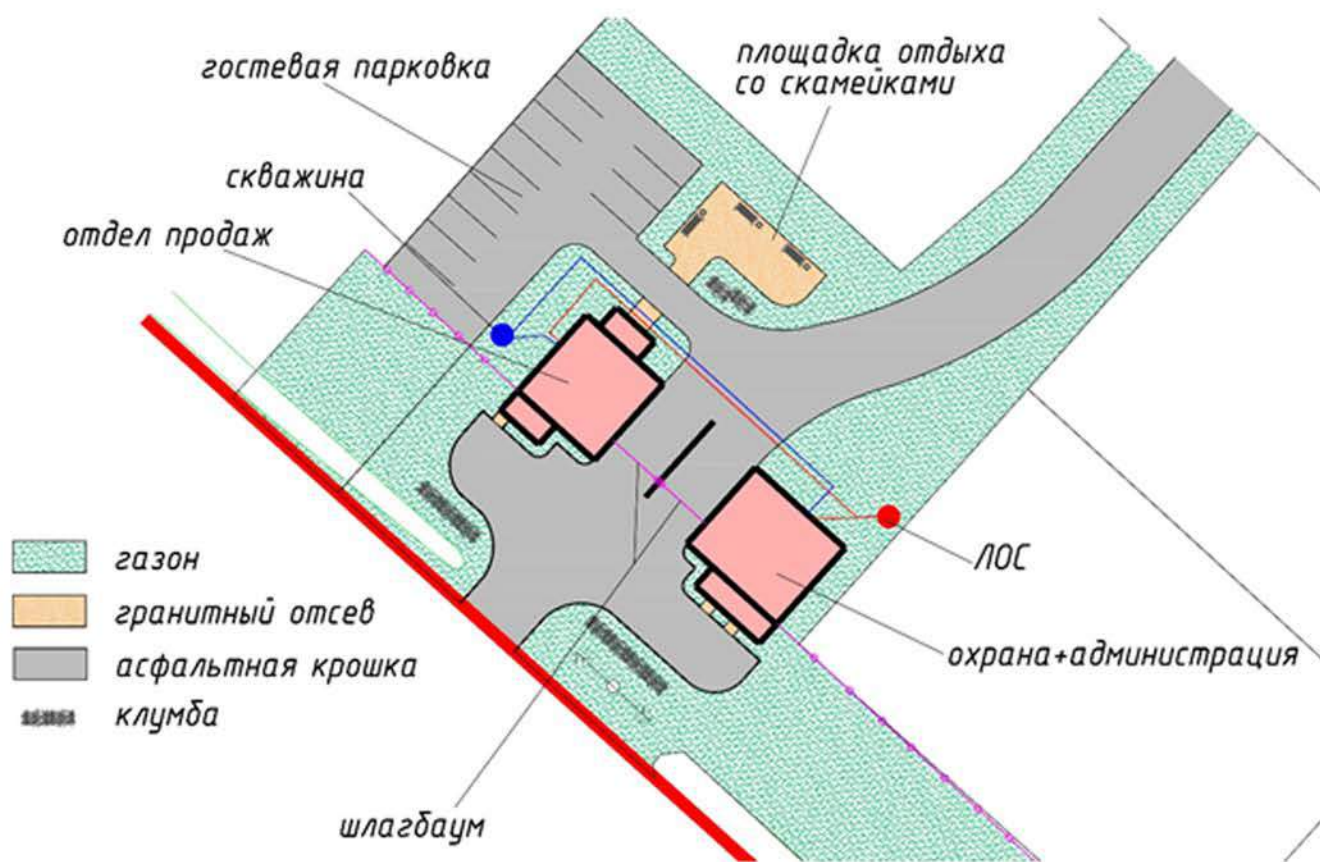 гостевая парковка
площадка отдыха
со скамейками
скважина
отдел продаж
ЛОС
газон
гранитный отсев
асфальтная крошка
клумба
охрана+администрация
шлагбаум